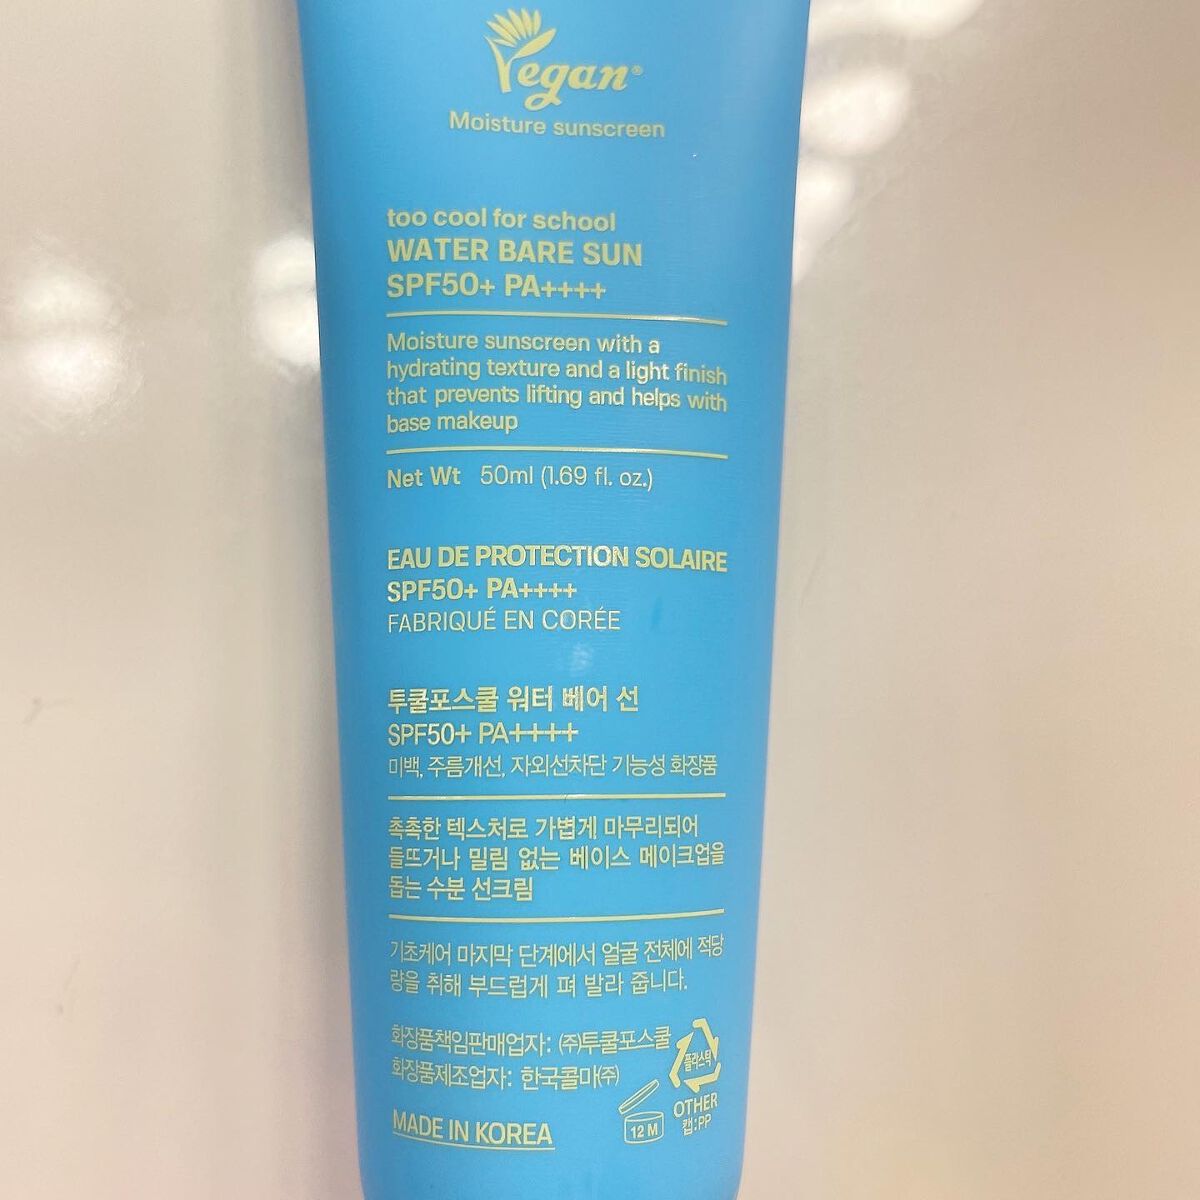 Vegan®
Moisture sunscreen
too cool for school
WATER BARE SUN
SPF50+ PA++++
Moisture sunscreen with a
hydrating texture and a light finish
that prevents lifting and helps with
base makeup
Net Wt 50ml (1.69 fl. oz.)
EAU DE PROTECTION SOLAIRE
SPF50+ PA++++
FABRIQUÉ EN CORÉE
투쿨포스쿨 워터 베어 선
SPF50+ PA++++
미백, 주름개선, 자외선차단 기능성 화장품
촉촉한 텍스처로 가볍게 마무리되어
들뜨거나 밀림 없는 베이스 메이크업을
돕는 수분 선크림
기초케어 마지막 단계에서 얼굴 전체에 적당
량을 취해 부드럽게 펴 발라 줍니다.
화장품책임판매업자: (주)투쿨포스쿨
화장품제조업자: 한국콜마(주)
플라스틱
OTHER
캡:PP
12 M
MADE IN KOREA